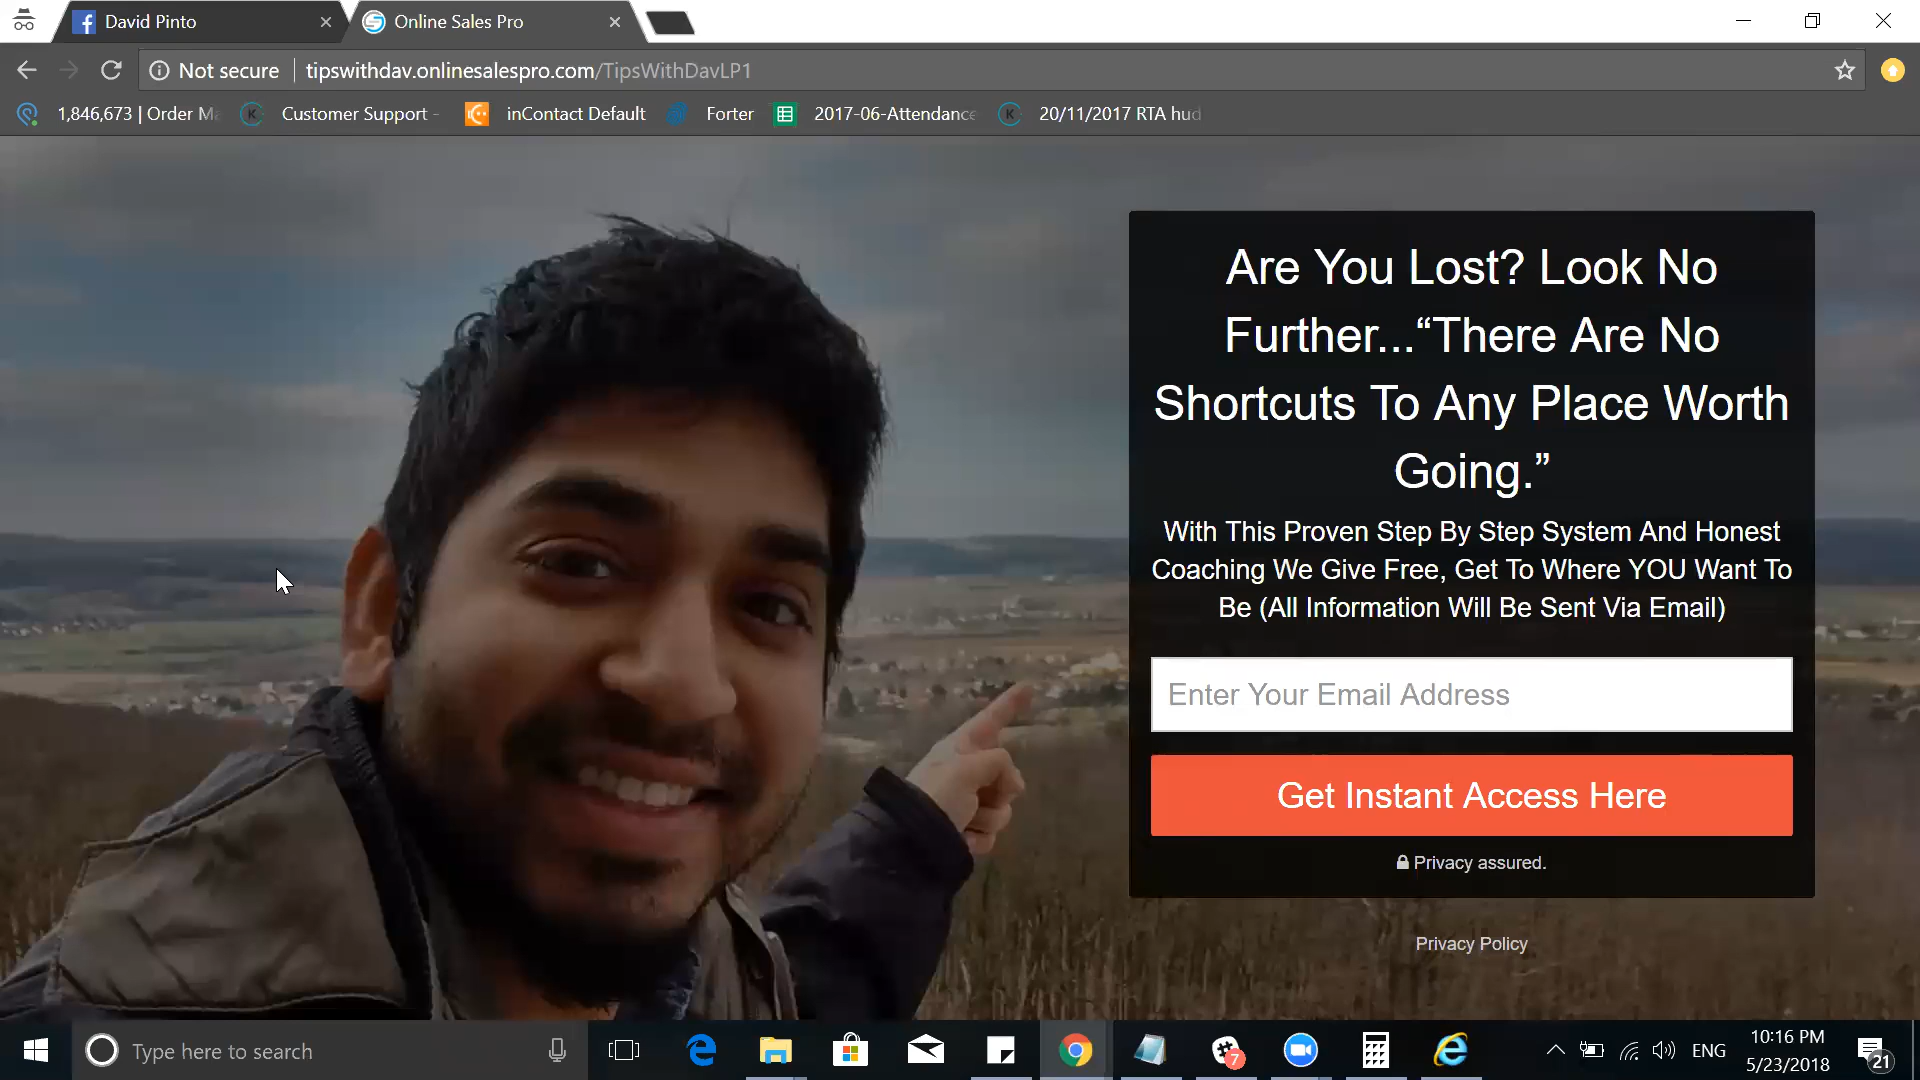 David Pinto
Online Sales Pro
Not secure
tipswithdav.onlinesalespro.com/TipsWithDavLP1
1,846,673 | Order Ma
Customer Support -
inContact Default
Forter
2017-06-Attendance
20/11/2017 RTA hud
Are You Lost? Look No
Further...“There Are No
Shortcuts To Any Place Worth
Going.”
With This Proven Step By Step System And Honest
Coaching We Give Free, Get To Where YOU Want To
Be (All Information Will Be Sent Via Email)
Enter Your Email Address
Get Instant Access Here
Privacy assured.
Privacy Policy
Type here to search
7
ENG
10:16 PM
5/23/2018
21